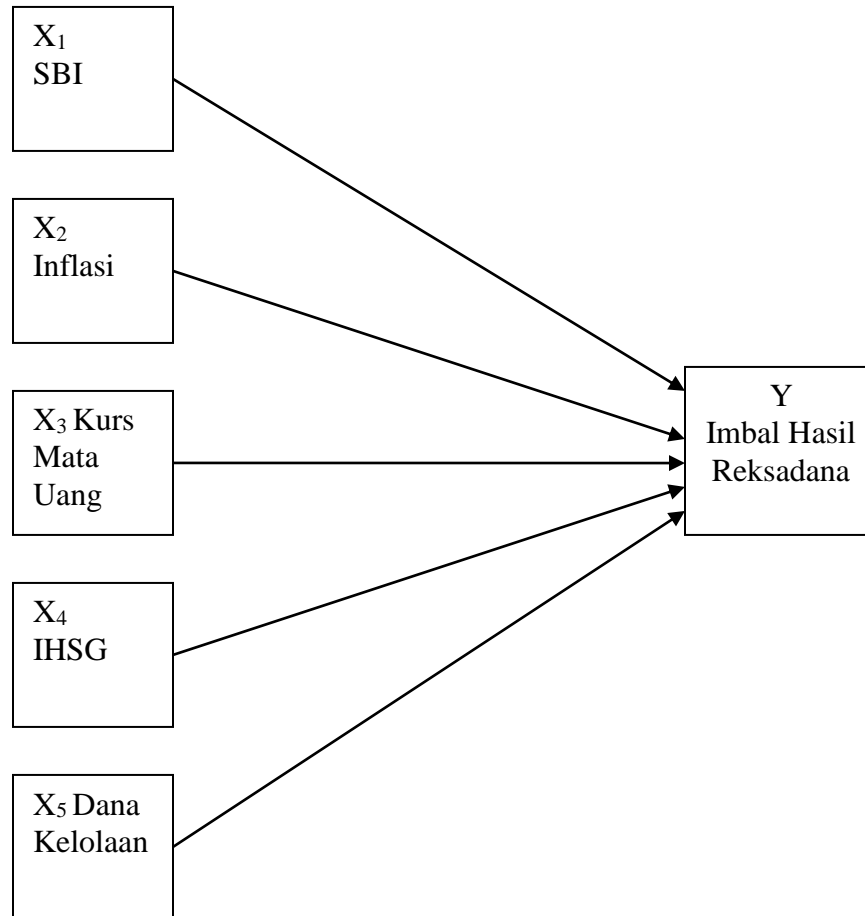 X₁
SBI
X₂
Inflasi
X₃ Kurs
Mata
Uang
X₄
IHSG
X₅ Dana
Kelolaan
Y
Imbal Hasil
Reksadana